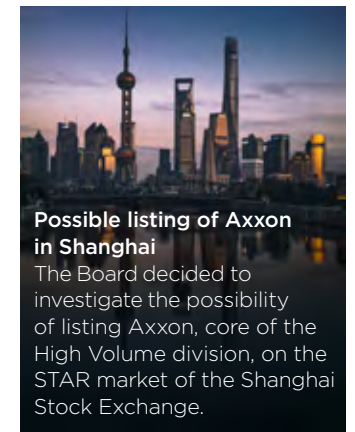 Possible listing of Axxon
in Shanghai
The Board decided to
investigate the possibility
of listing Axxon, core of the
High Volume division, on the
STAR market of the Shanghai
Stock Exchange.